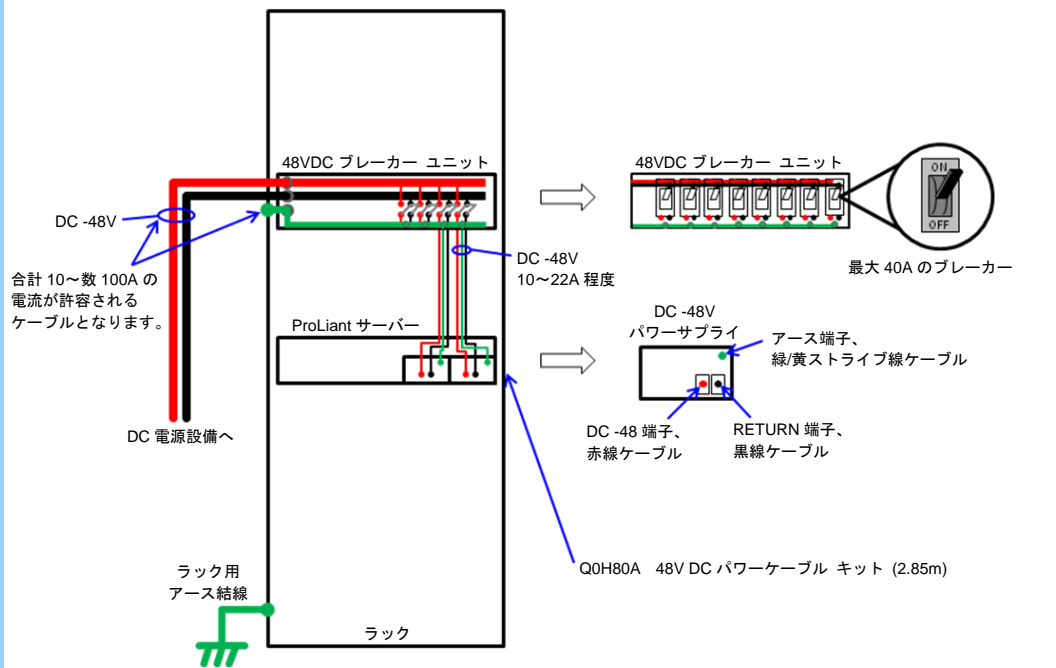 48VDC ブレーカー ユニット
48VDC ブレーカー ユニット
ON
OFF
DC -48V
DC -48V
10～22A 程度
最大 40A のブレーカー
合計 10～数 100A の
電流が許容される
ケーブルとなります。
ProLiant サーバー
DC -48V
パワーサプライ
アース端子、
緑/黄ストライプ線ケーブル
DC 電源設備へ
DC -48 端子、
赤線ケーブル
RETURN 端子、
黒線ケーブル
Q0H80A 48V DC パワーケーブル キット (2.85m)
ラック用
アース結線
ラック